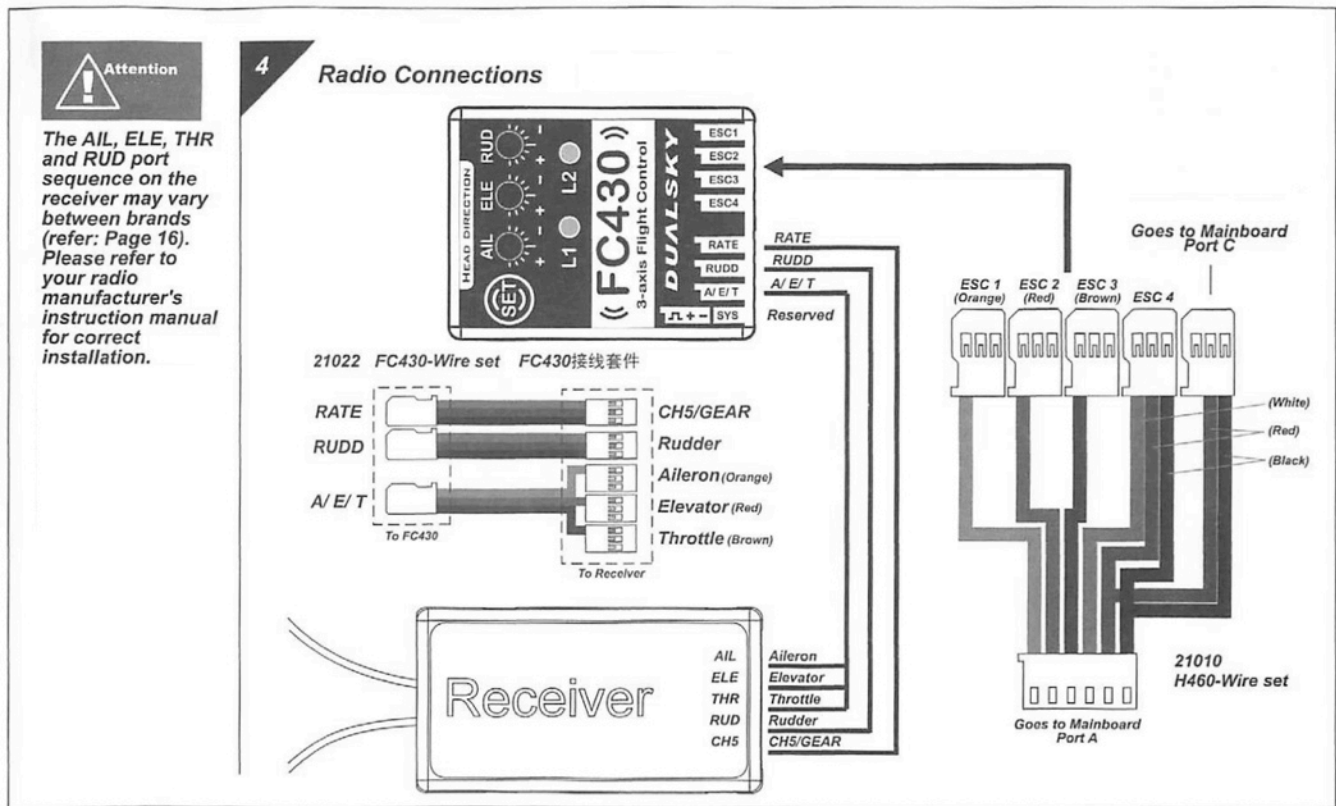 Attention
The AIL, ELE, THR
and RUD port
sequence on the
receiver may vary
between brands
(refer: Page 16).
Please refer to
your radio
manufacturer's
instruction manual
for correct
installation.
4
Radio Connections
HEAD DIRECTION
AIL
ELE
RUD
+ -
+ -
+ -
SET
L1
L2
((FC430))
3-axis Flight Control
DUALSKY
ESC1
ESC2
ESC3
ESC4
RATE
RUDD
A/ E/ T
+ - SYS
RATE
RUDD
A/ E/ T
Reserved
21022 FC430-Wire set FC430接线套件
RATE
RUDD
A/ E/ T
To FC430
CH5/GEAR
Rudder
Aileron (Orange)
Elevator (Red)
Throttle (Brown)
To Receiver
Receiver
AIL Aileron
ELE Elevator
THR Throttle
RUD Rudder
CH5 CH5/GEAR
Goes to Mainboard
Port C
ESC 1
(Orange)
ESC 2
(Red)
ESC 3
(Brown)
ESC 4
(White)
(Red)
(Black)
21010
H460-Wire set
Goes to Mainboard
Port A